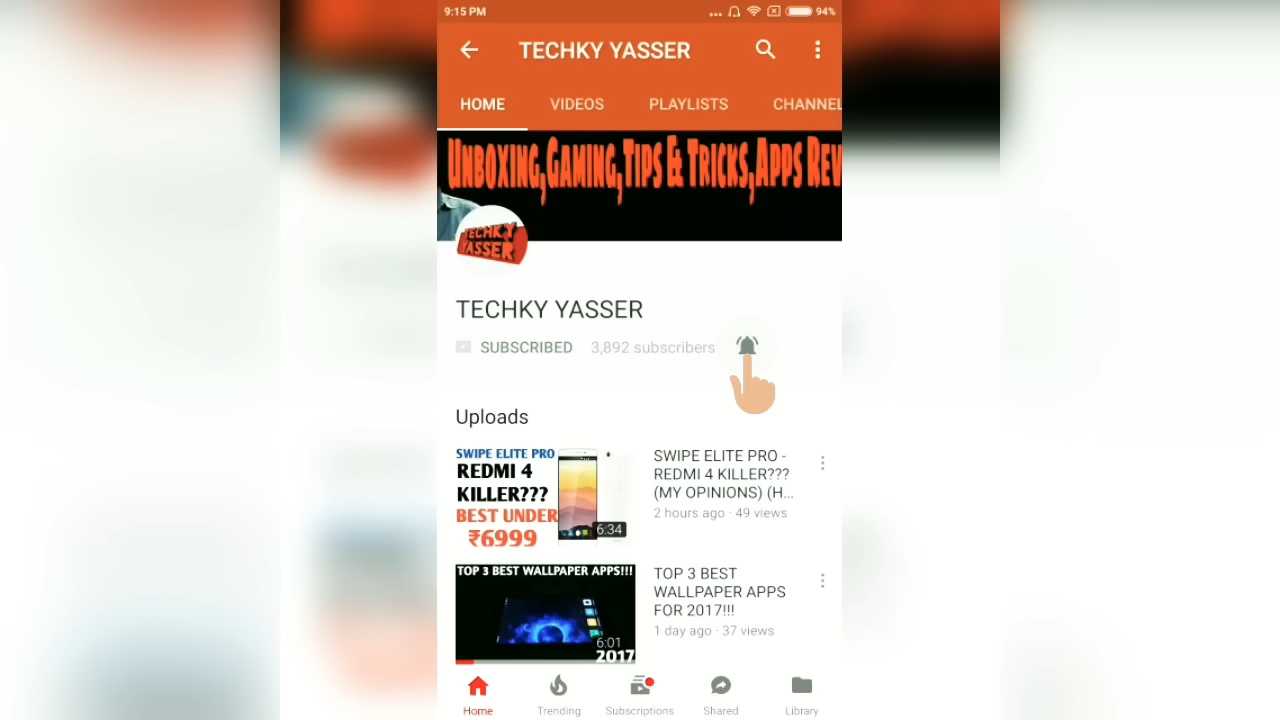 9:15 PM
94%
TECHKY YASSER
HOME
VIDEOS
PLAYLISTS
CHANNEL
UNBOXING,GAMING,TIPS & TRICKS,APPS REV
TECHKY
YASSER
TECHKY YASSER
SUBSCRIBED
3,892 subscribers
Uploads
SWIPE ELITE PRO
REDMI 4
KILLER???
BEST UNDER
₹6999
6:34
SWIPE ELITE PRO -
REDMI 4 KILLER???
(MY OPINIONS) (H...
2 hours ago · 49 views
TOP 3 BEST WALLPAPER APPS!!!
6:01
2017
TOP 3 BEST
WALLPAPER APPS
FOR 2017!!!
1 day ago · 37 views
Home
Trending
Subscriptions
Shared
Library